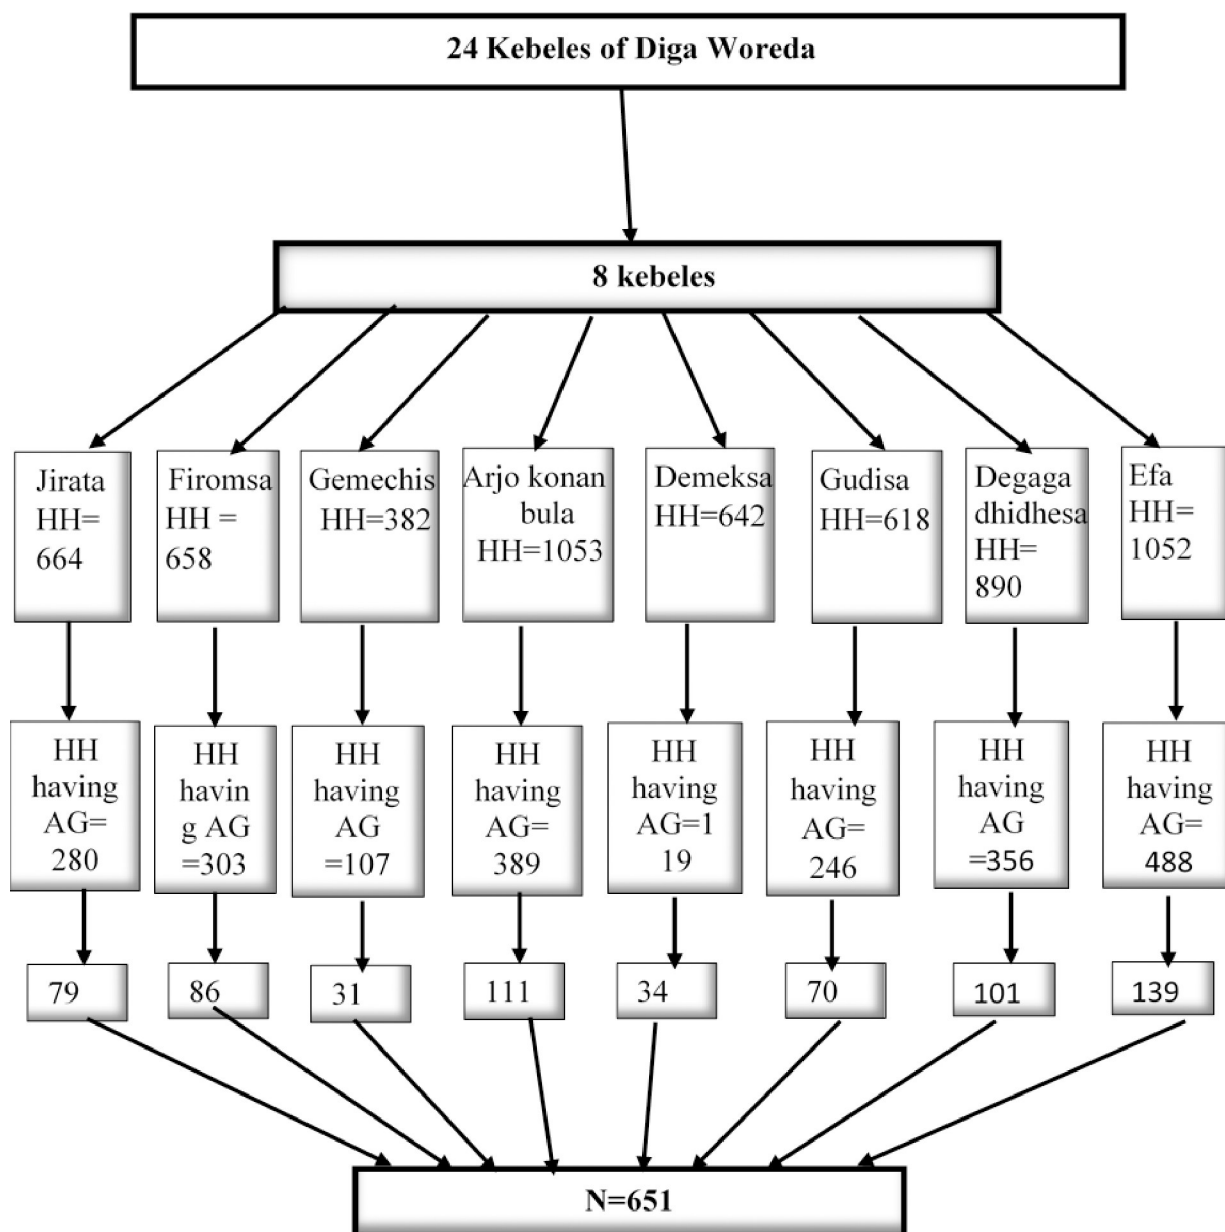 24 Kebeles of Diga Woreda
8 kebeles
Jirata
HH=
664
Firomsa
HH =
658
Gemechis
HH=382
Arjo konan
bula
HH=1053
Demeksa
HH=642
Gudisa
HH=618
Degaga
dhidhesa
HH=
890
Efa
HH=
1052
HH
having
AG=
280
HH
havin
g AG
=303
HH
having
AG
=107
HH
having
AG=
389
HH
having
AG=1
19
HH
having
AG=
246
HH
having
AG
=356
HH
having
AG=
488
79
86
31
111
34
70
101
139
N=651